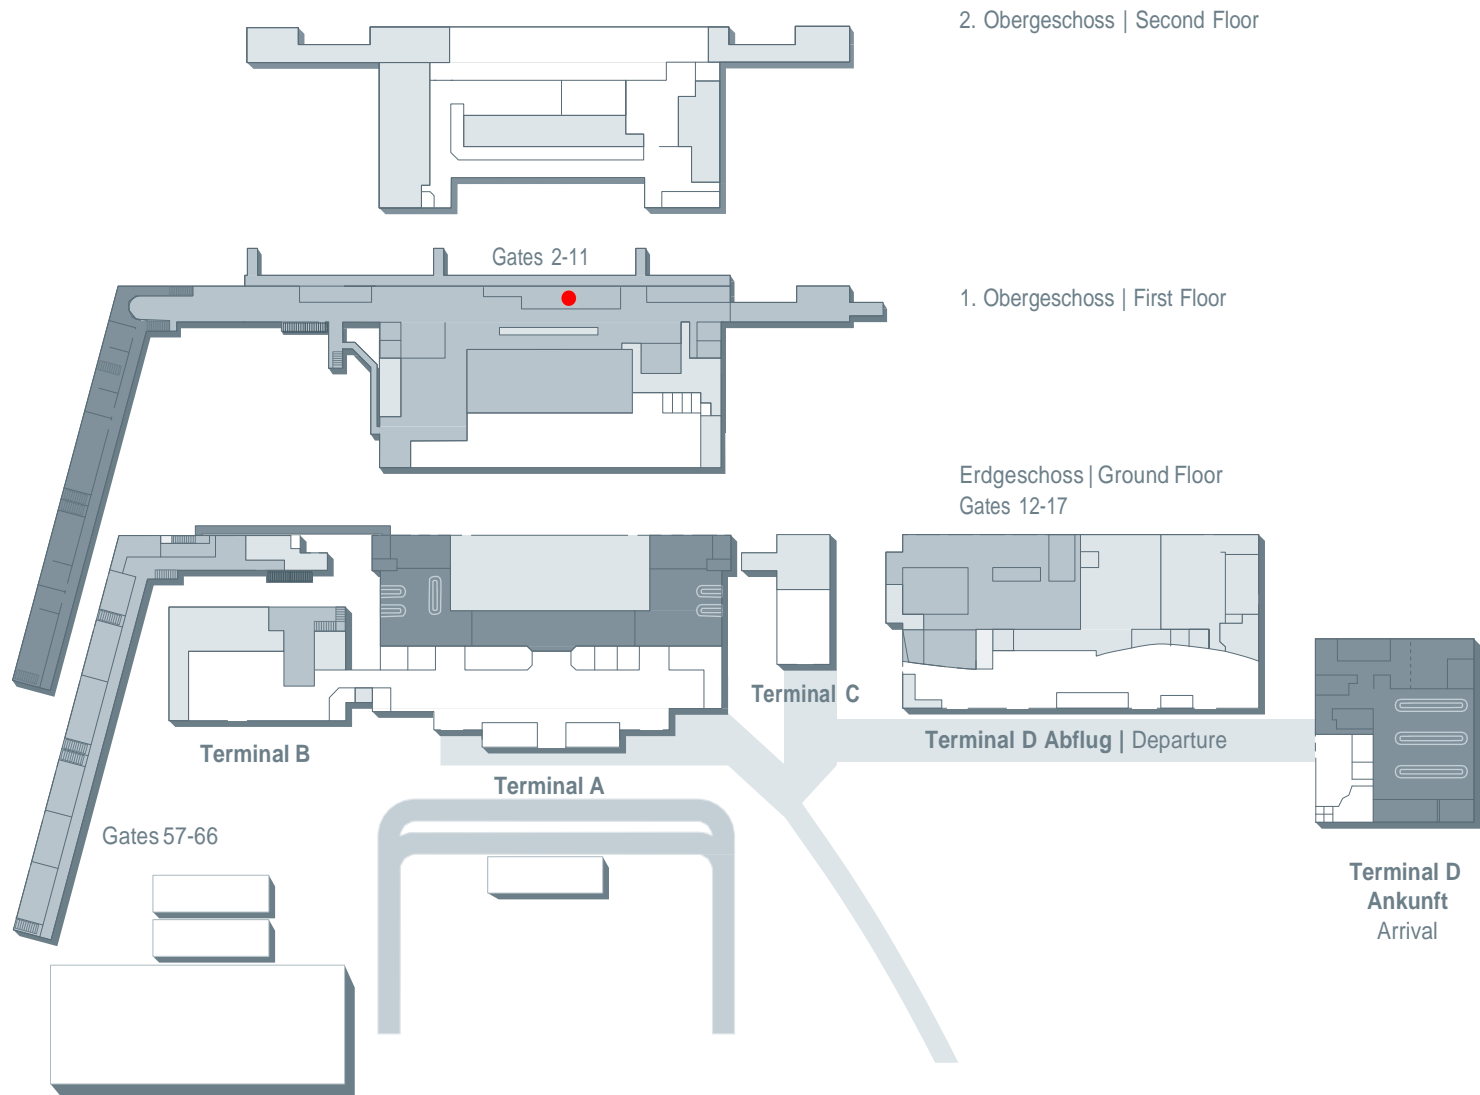 2. Obergeschoss | Second Floor
Gates 2-11
1. Obergeschoss | First Floor
Erdgeschoss | Ground Floor
Gates 12-17
Terminal C
Terminal B
Terminal D Abflug | Departure
Terminal A
Gates 57-66
Terminal D
Ankunft
Arrival